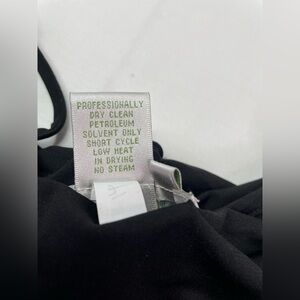 PROFESSIONALLY
DRY CLEAN
PETROLEUM
SOLVENT ONLY
SHORT CYCLE
LOW HEAT
IN DRYING
NO STEAM